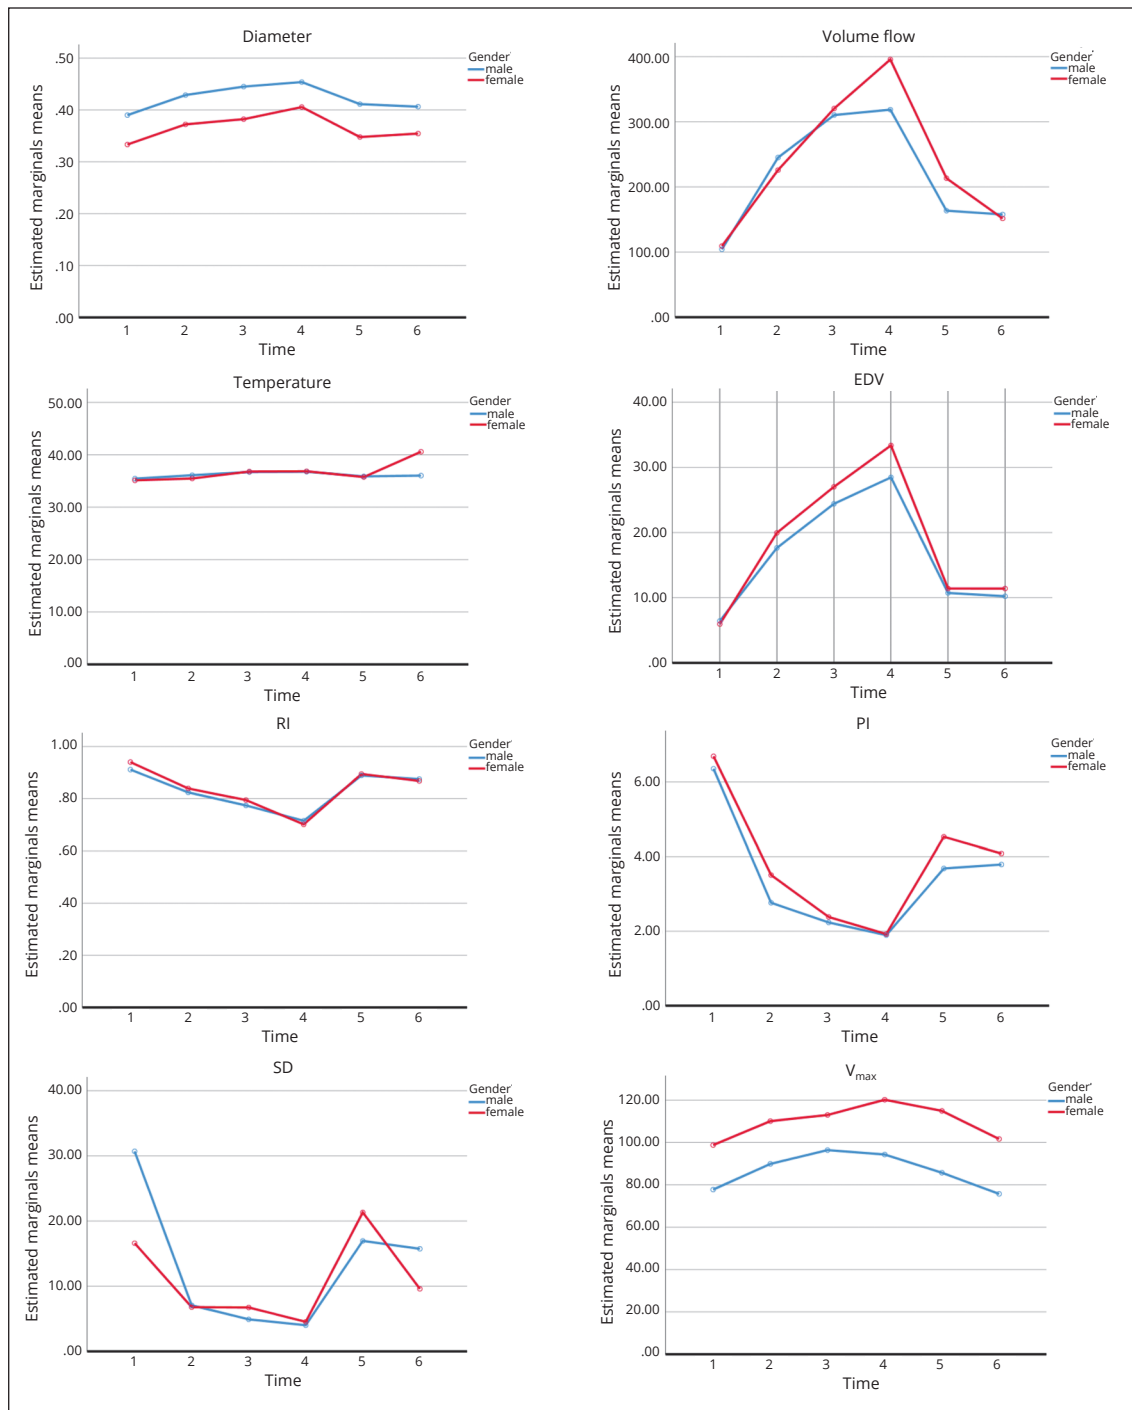 Diameter
Estimated marginals means
.50
.40
.30
.20
.10
.00
1 2 3 4 5 6
Time
Gender
male
female
Volume flow
Estimated marginals means
400.00
300.00
200.00
100.00
.00
1 2 3 4 5 6
Time
Gender
male
female
Temperature
Estimated marginals means
50.00
40.00
30.00
20.00
10.00
.00
1 2 3 4 5 6
Time
Gender
male
female
EDV
Estimated marginals means
40.00
30.00
20.00
10.00
.00
1 2 3 4 5 6
Time
Gender
male
female
RI
Estimated marginals means
1.00
.80
.60
.40
.20
.00
1 2 3 4 5 6
Time
Gender
male
female
PI
Estimated marginals means
6.00
4.00
2.00
.00
1 2 3 4 5 6
Time
Gender
male
female
SD
Estimated marginals means
40.00
30.00
20.00
10.00
.00
1 2 3 4 5 6
Time
Gender
male
female
Vmax
Estimated marginals means
120.00
100.00
80.00
60.00
40.00
20.00
.00
1 2 3 4 5 6
Time
Gender
male
female